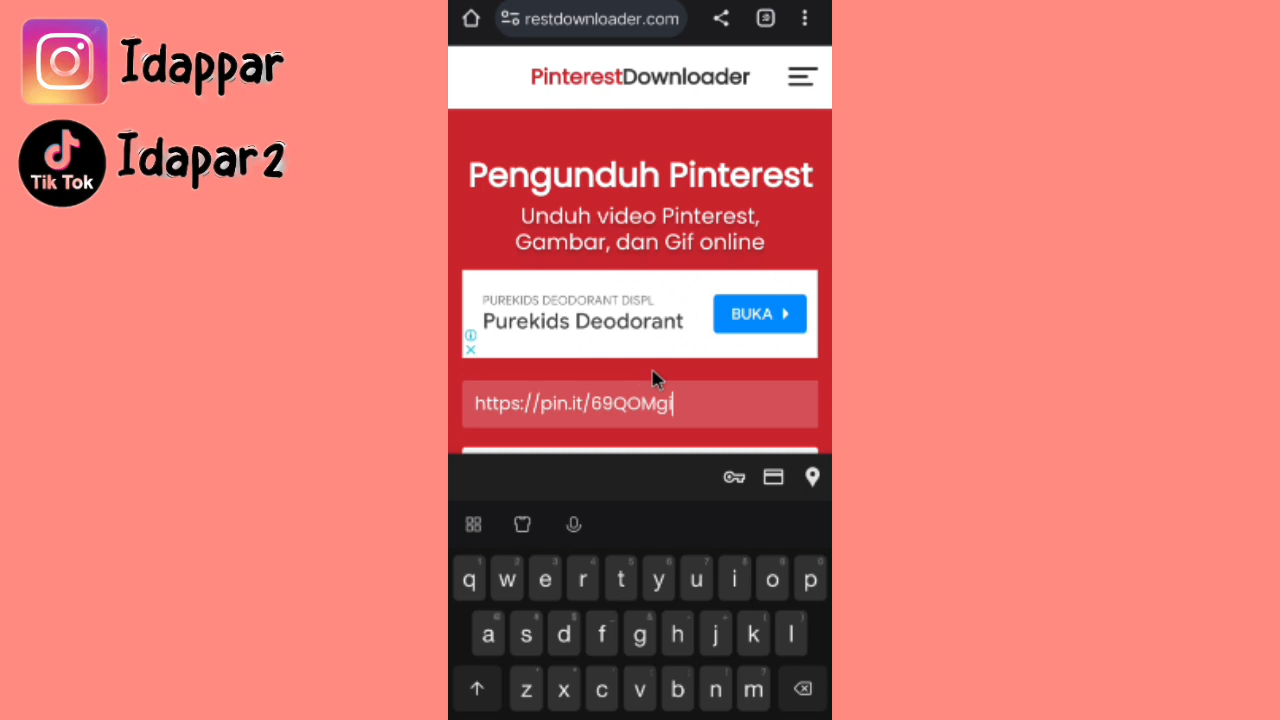 Idappar
Tik Tok
Idapar2
restdownloader.com
PinterestDownloader
Pengunduh Pinterest
Unduh video Pinterest,
Gambar, dan Gif online
PUREKIDS DEODORANT DISPL
Purekids Deodorant
BUKA
https://pin.it/69QOMgi
q w e r t y u i o p
a s d f g h j k l
z x c v b n m